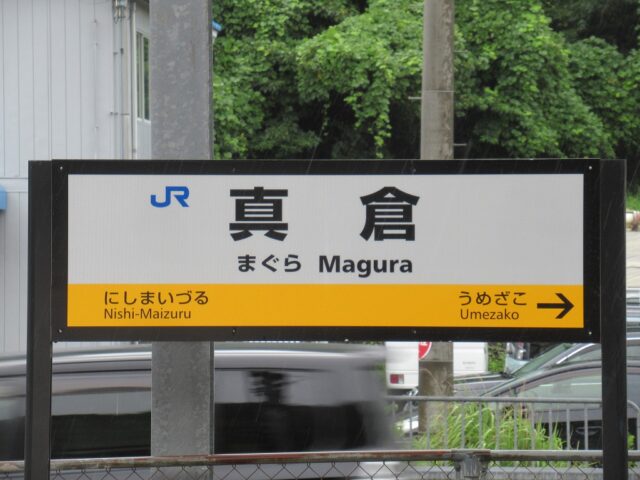 JR 真倉
まぐら Magura
にしまいづる うめざこ →
Nishi-Maizuru Umezako